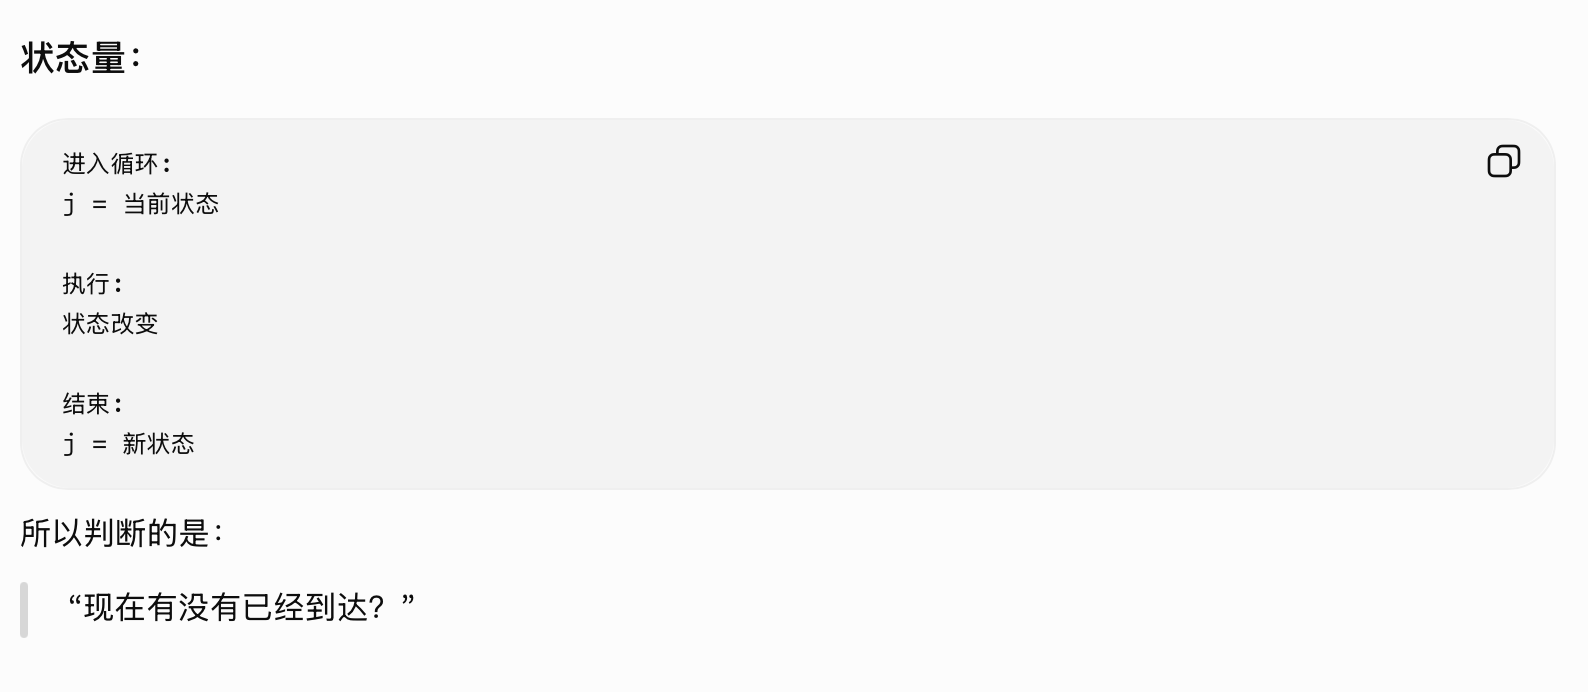 状态量：
进入循环：
j = 当前状态
执行：
状态改变
结束：
j = 新状态
所以判断的是：
“现在有没有已经到达？”